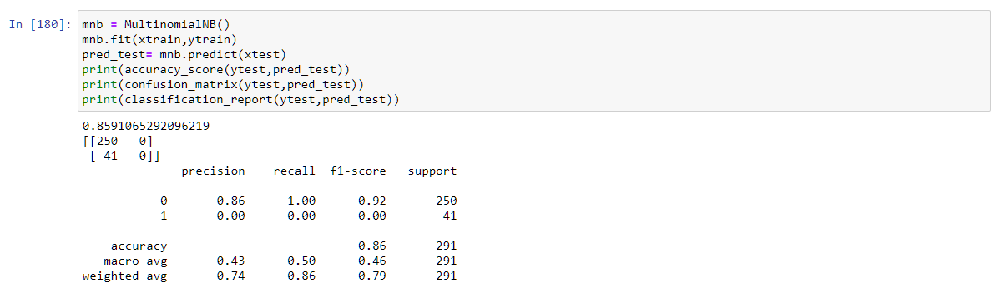 In [180]: mnb = MultinomialNB()
mnb.fit(xtrain,ytrain)
pred_test= mnb.predict(xtest)
print(accuracy_score(ytest,pred_test))
print(confusion_matrix(ytest,pred_test))
print(classification_report(ytest,pred_test))
0.8591065292096219
[[250   0]
 [ 41   0]]
              precision    recall  f1-score   support
           0       0.86      1.00      0.92       250
           1       0.00      0.00      0.00        41
    accuracy                           0.86       291
   macro avg       0.43      0.50      0.46       291
weighted avg       0.74      0.86      0.79       291